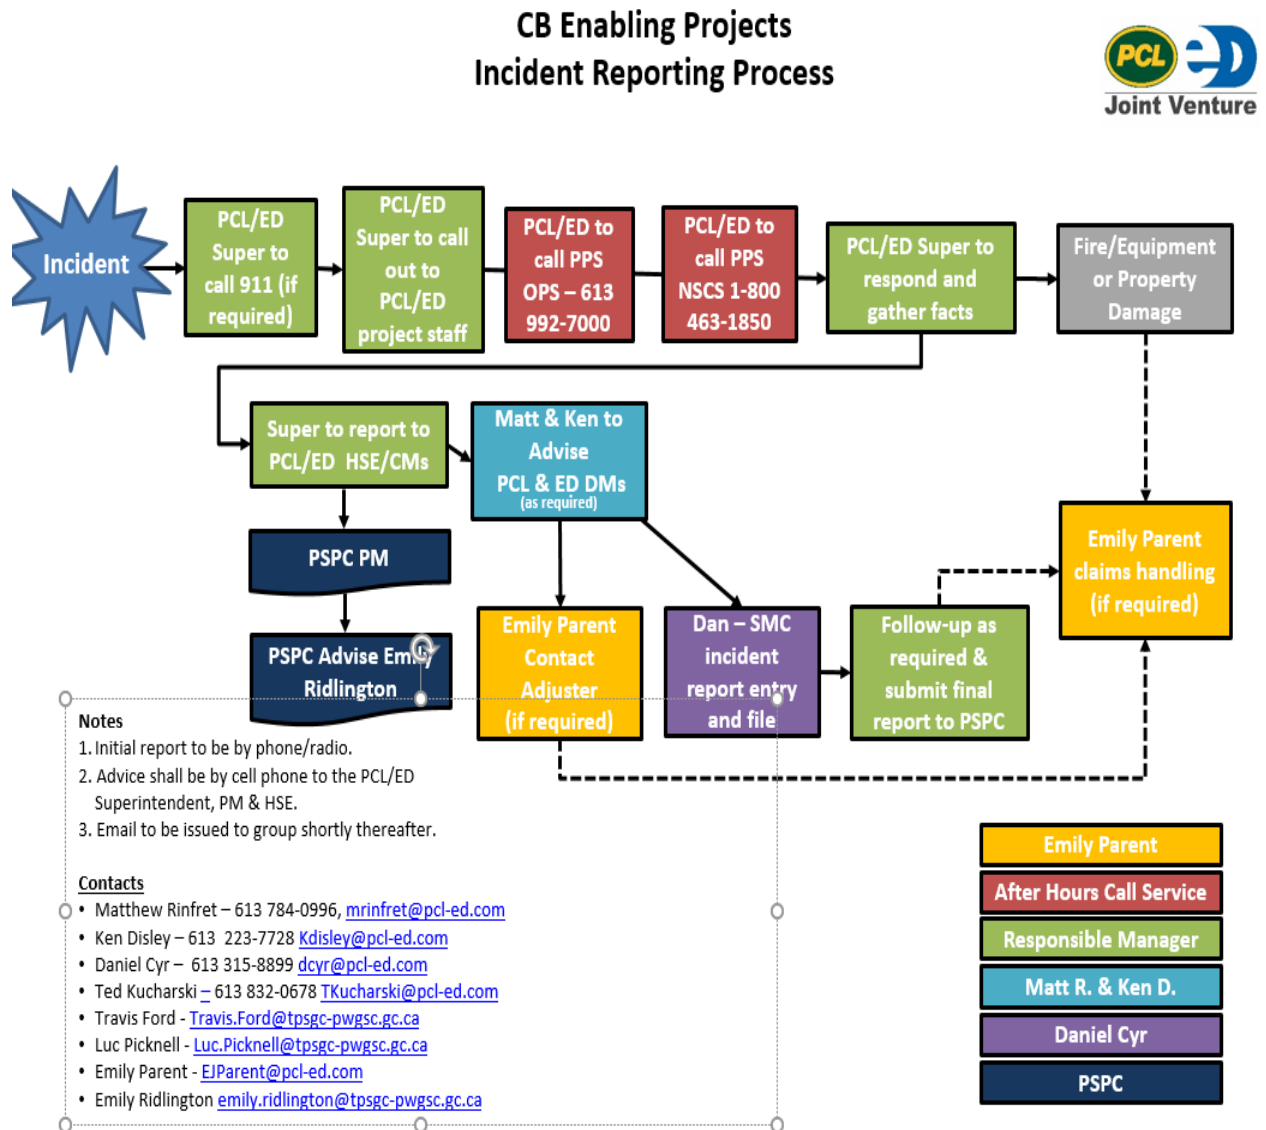 CB Enabling Projects
Incident Reporting Process
PCL
eD
Joint Venture
Incident
PCL/ED
Super to
call 911 (if
required)
PCL/ED
Super to call
out to
PCL/ED
project staff
PCL/ED to
call PPS
OPS – 613
992-7000
PCL/ED to
call PPS
NSCS 1-800
463-1850
PCL/ED Super to
respond and
gather facts
Fire/Equipment
or Property
Damage
Super to report to
PCL/ED HSE/CMs
Matt & Ken to
Advise
PCL & ED DMs
(as required)
PSPC PM
PSPC Advise Emily
Ridlington
Emily Parent
Contact
Adjuster
(if required)
Dan – SMC
incident
report entry
and file
Follow-up as
required &
submit final
report to PSPC
Emily Parent
claims handling
(if required)
Notes
1. Initial report to be by phone/radio.
2. Advice shall be by cell phone to the PCL/ED
Superintendent, PM & HSE.
3. Email to be issued to group shortly thereafter.
Contacts
• Matthew Rinfret – 613 784-0996, mrinfret@pcl-ed.com
• Ken Disley – 613 223-7728 Kdisley@pcl-ed.com
• Daniel Cyr – 613 315-8899 dcyr@pcl-ed.com
• Ted Kucharski – 613 832-0678 TKucharski@pcl-ed.com
• Travis Ford - Travis.Ford@tpsgc-pwgsc.gc.ca
• Luc Picknell - Luc.Picknell@tpsgc-pwgsc.gc.ca
• Emily Parent - EJParent@pcl-ed.com
• Emily Ridlington emily.ridlington@tpsgc-pwgsc.gc.ca
Emily Parent
After Hours Call Service
Responsible Manager
Matt R. & Ken D.
Daniel Cyr
PSPC